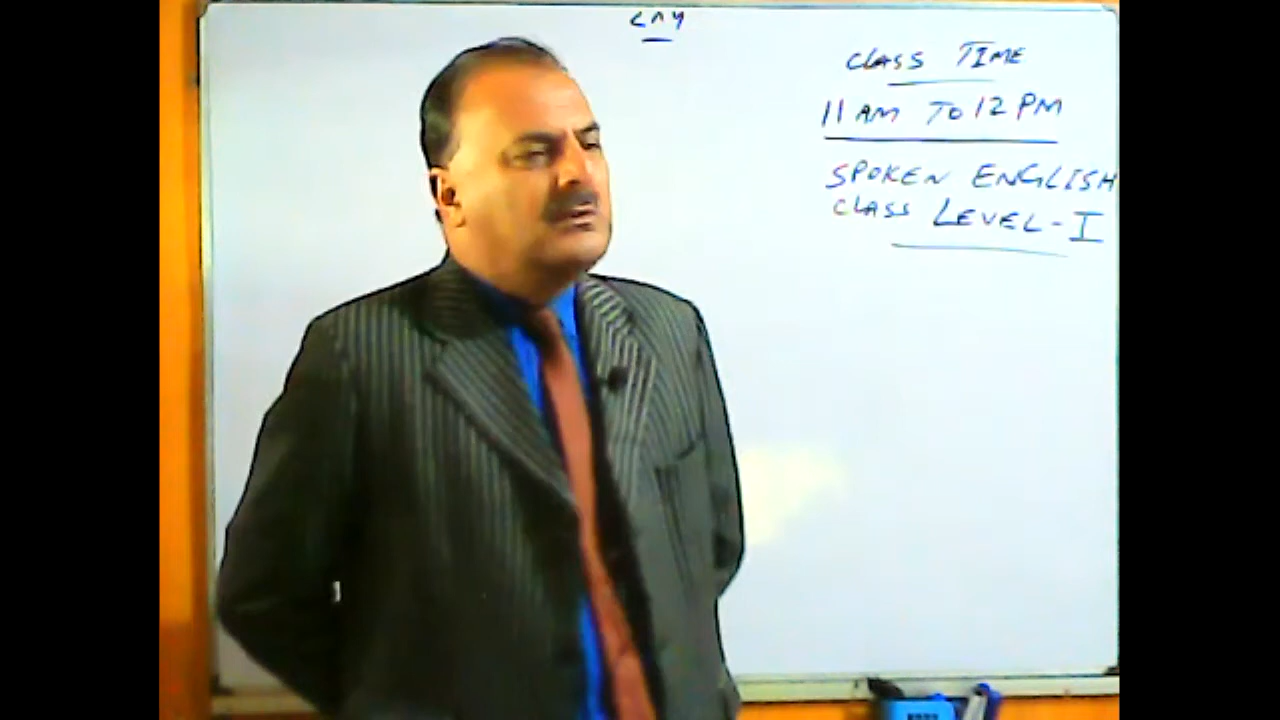 CLASS TIME
11 AM TO 12 PM
SPOKEN ENGLISH
CLASS LEVEL-I